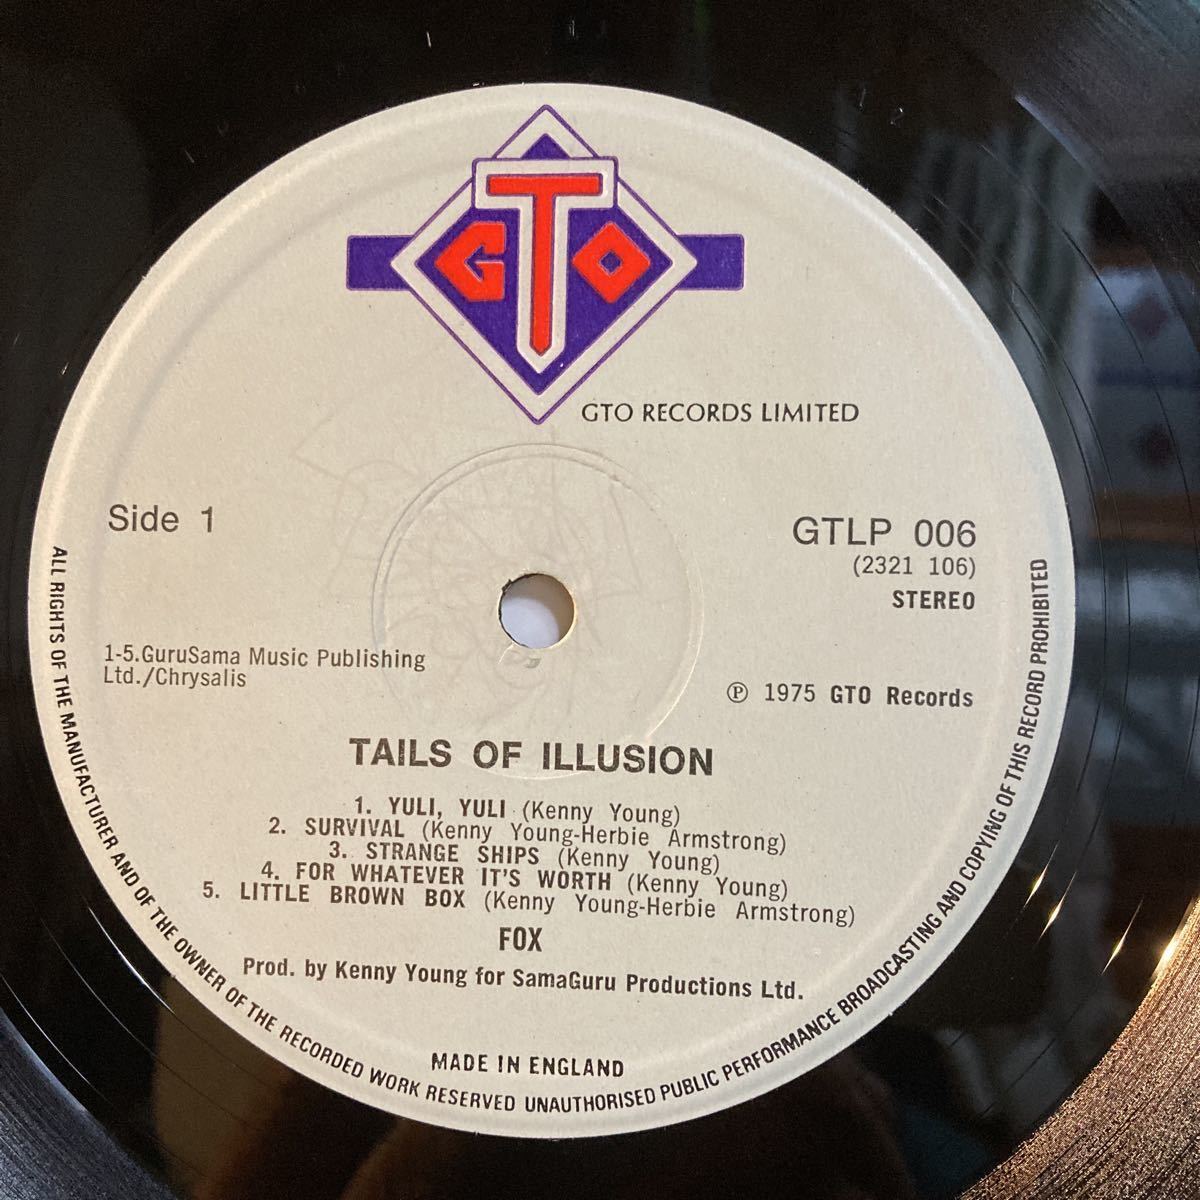 GTO
GTO RECORDS LIMITED
Side 1
GTLP 006
(2321 106)
STEREO
1-5.GuruSama Music Publishing
Ltd./Chrysalis
℗ 1975 GTO Records
TAILS OF ILLUSION
1. YULI, YULI (Kenny Young)
2. SURVIVAL (Kenny Young-Herbie Armstrong)
3. STRANGE SHIPS (Kenny Young)
4. FOR WHATEVER IT'S WORTH (Kenny Young)
5. LITTLE BROWN BOX (Kenny Young-Herbie Armstrong)
FOX
Prod. by Kenny Young for SamaGuru Productions Ltd.
MADE IN ENGLAND
ALL RIGHTS OF THE MANUFACTURER AND OF THE OWNER OF THE RECORDED WORK RESERVED UNAUTHORISED PUBLIC PERFORMANCE BROADCASTING AND COPYING OF THIS RECORD PROHIBITED